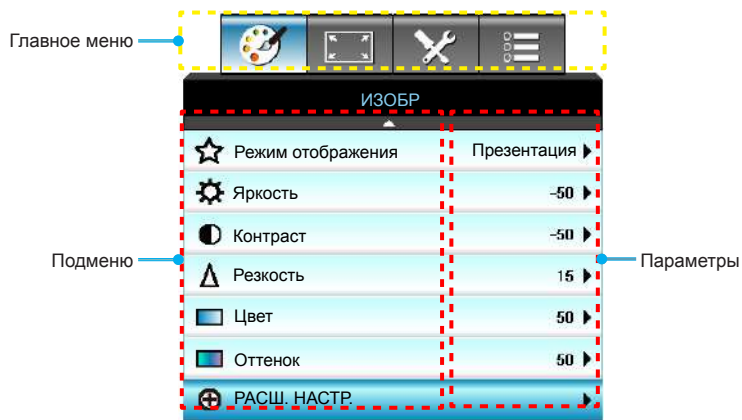 Главное меню
ИЗОБР
Режим отображения Презентация
Яркость -50
Контраст -50
Подменю
Параметры
Резкость 15
Цвет 50
Оттенок 50
РАСШ. НАСТР.